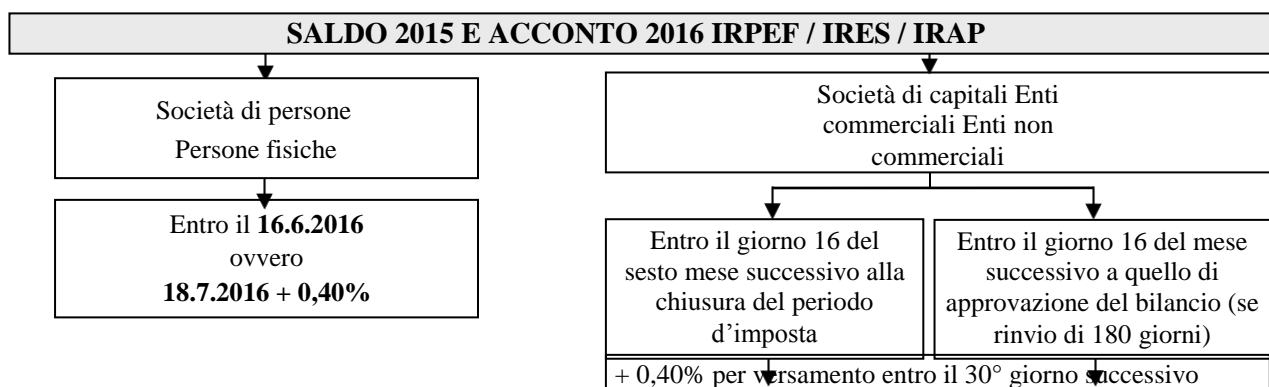 SALDO 2015 E ACCONTO 2016 IRPEF / IRES / IRAP
Società di persone
Persone fisiche
Entro il 16.6.2016
ovvero
18.7.2016 + 0,40%
Società di capitali Enti
commerciali Enti non
commerciali
Entro il giorno 16 del
sesto mese successivo alla
chiusura del periodo
d’imposta
Entro il giorno 16 del mese
successivo a quello di
approvazione del bilancio (se
rinvio di 180 giorni)
+ 0,40% per versamento entro il 30° giorno successivo